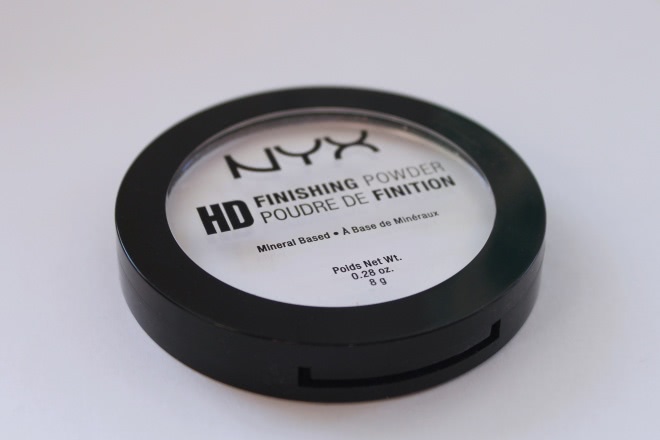 NYX
HD FINISHING POWDER
POUDRE DE FINITION
Mineral Based • À Base de Minéraux
Poids Net Wt.
0.28 oz.
8 g